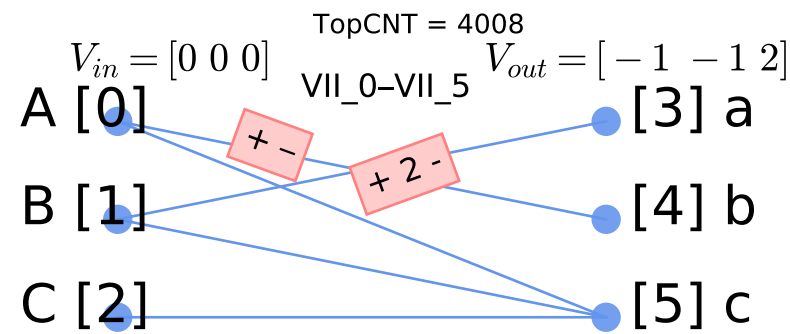 TopCNT = 4008
V_in = [0 0 0]
V_out = [−1 −1 2]
VII_0–VII_5
A [0]
[3] a
+ −
+ 2 -
B [1]
[4] b
C [2]
[5] c